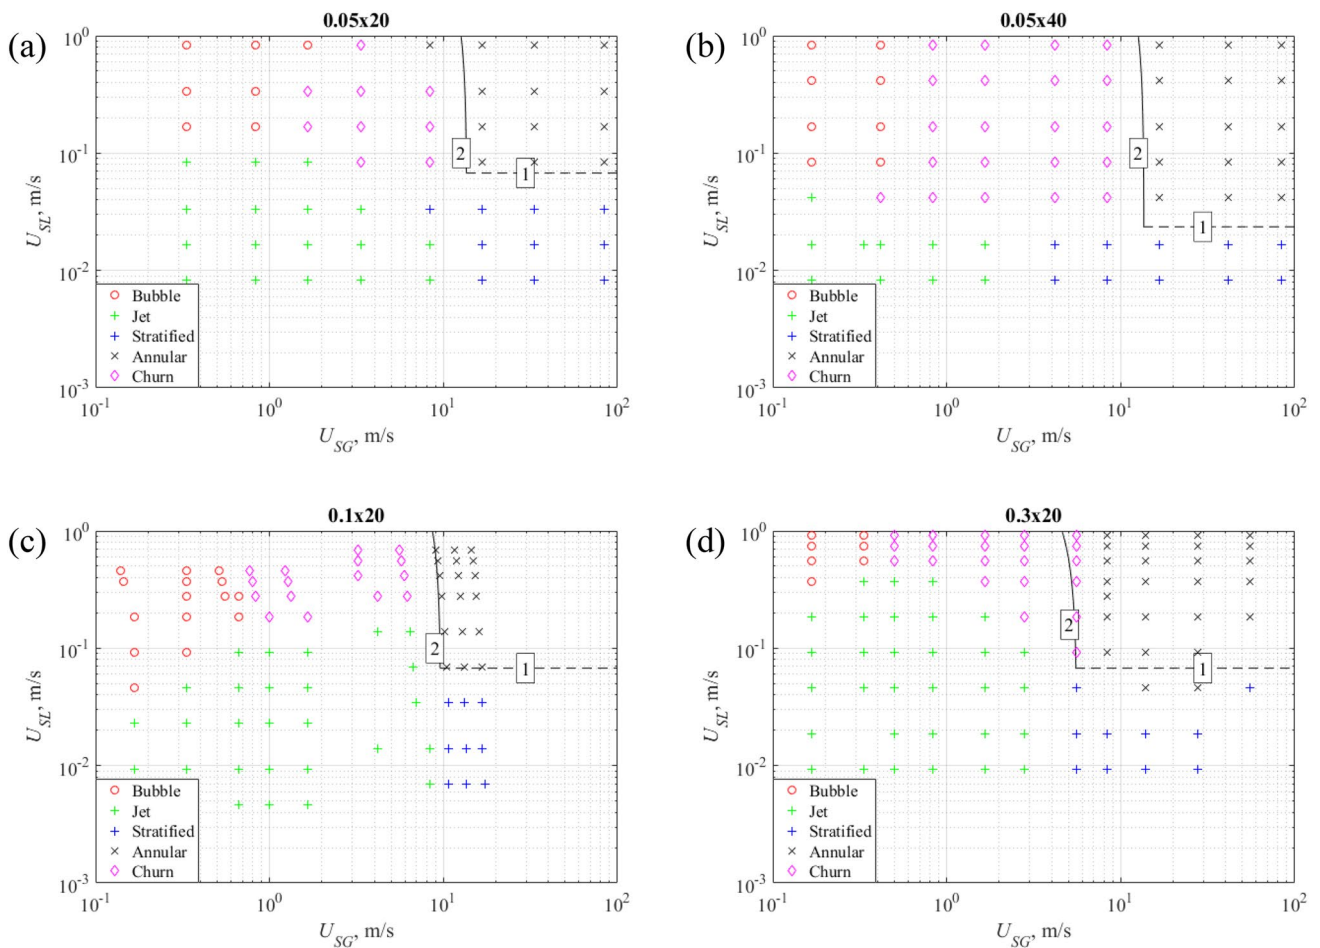 (a)
0.05x20
10^0
10^-1
10^-2
10^-3
U_SL, m/s
2
1
Bubble
Jet
Stratified
Annular
Churn
10^-1
10^0
10^1
10^2
U_SG, m/s
(b)
0.05x40
10^0
10^-1
10^-2
10^-3
U_SL, m/s
2
1
Bubble
Jet
Stratified
Annular
Churn
10^-1
10^0
10^1
10^2
U_SG, m/s
(c)
0.1x20
10^0
10^-1
10^-2
10^-3
U_SL, m/s
2
1
Bubble
Jet
Stratified
Annular
Churn
10^-1
10^0
10^1
10^2
U_SG, m/s
(d)
0.3x20
10^0
10^-1
10^-2
10^-3
U_SL, m/s
2
1
Bubble
Jet
Stratified
Annular
Churn
10^-1
10^0
10^1
10^2
U_SG, m/s